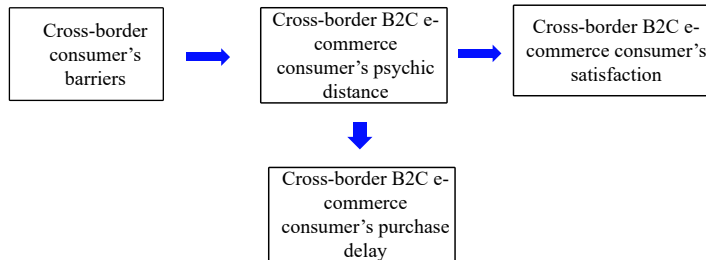 Cross-border
consumer's
barriers
Cross-border B2C e-
commerce
consumer's psychic
distance
Cross-border B2C e-
commerce consumer's
satisfaction
Cross-border B2C e-
commerce
consumer's purchase
delay